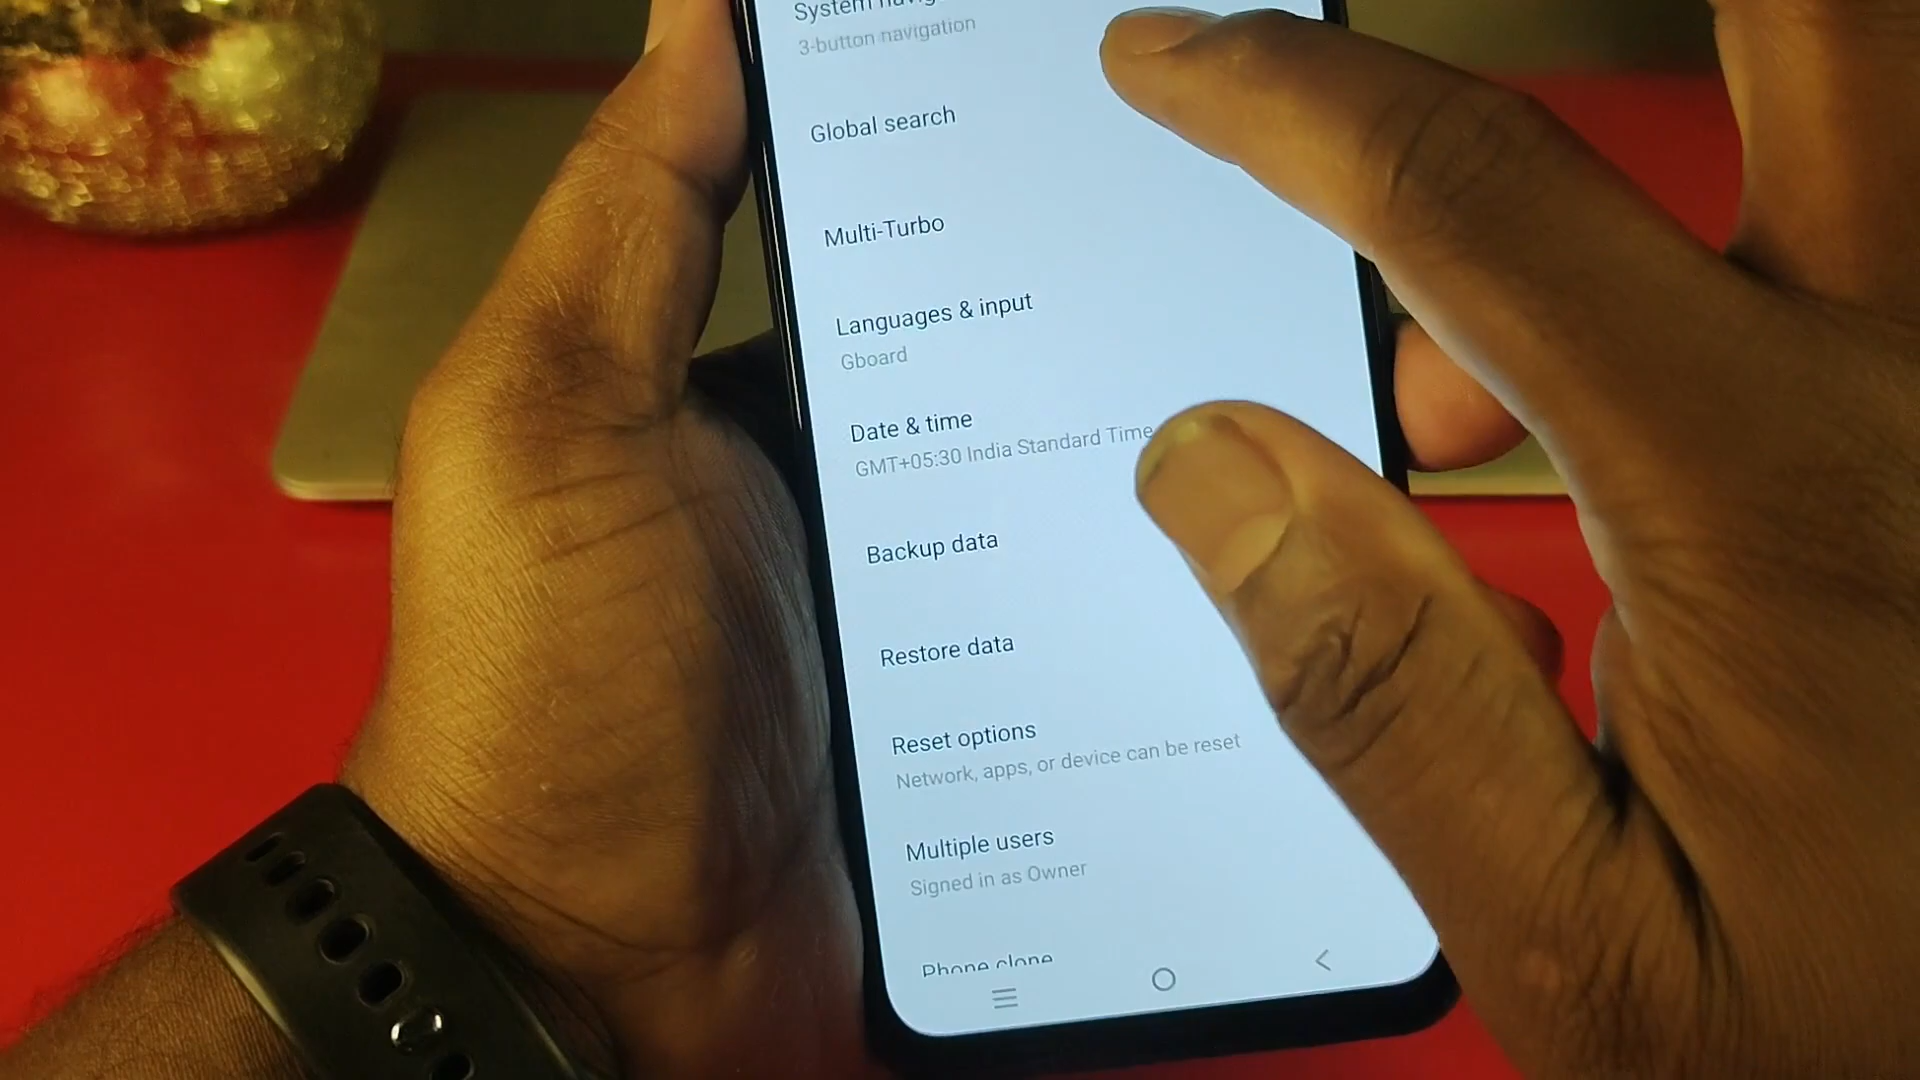 System
3-button navigation
Global search
Multi-Turbo
Languages & input
Gboard
Date & time
GMT+05:30 India Standard Time
Backup data
Restore data
Reset options
Network, apps, or device can be reset
Multiple users
Signed in as Owner
Phone clone